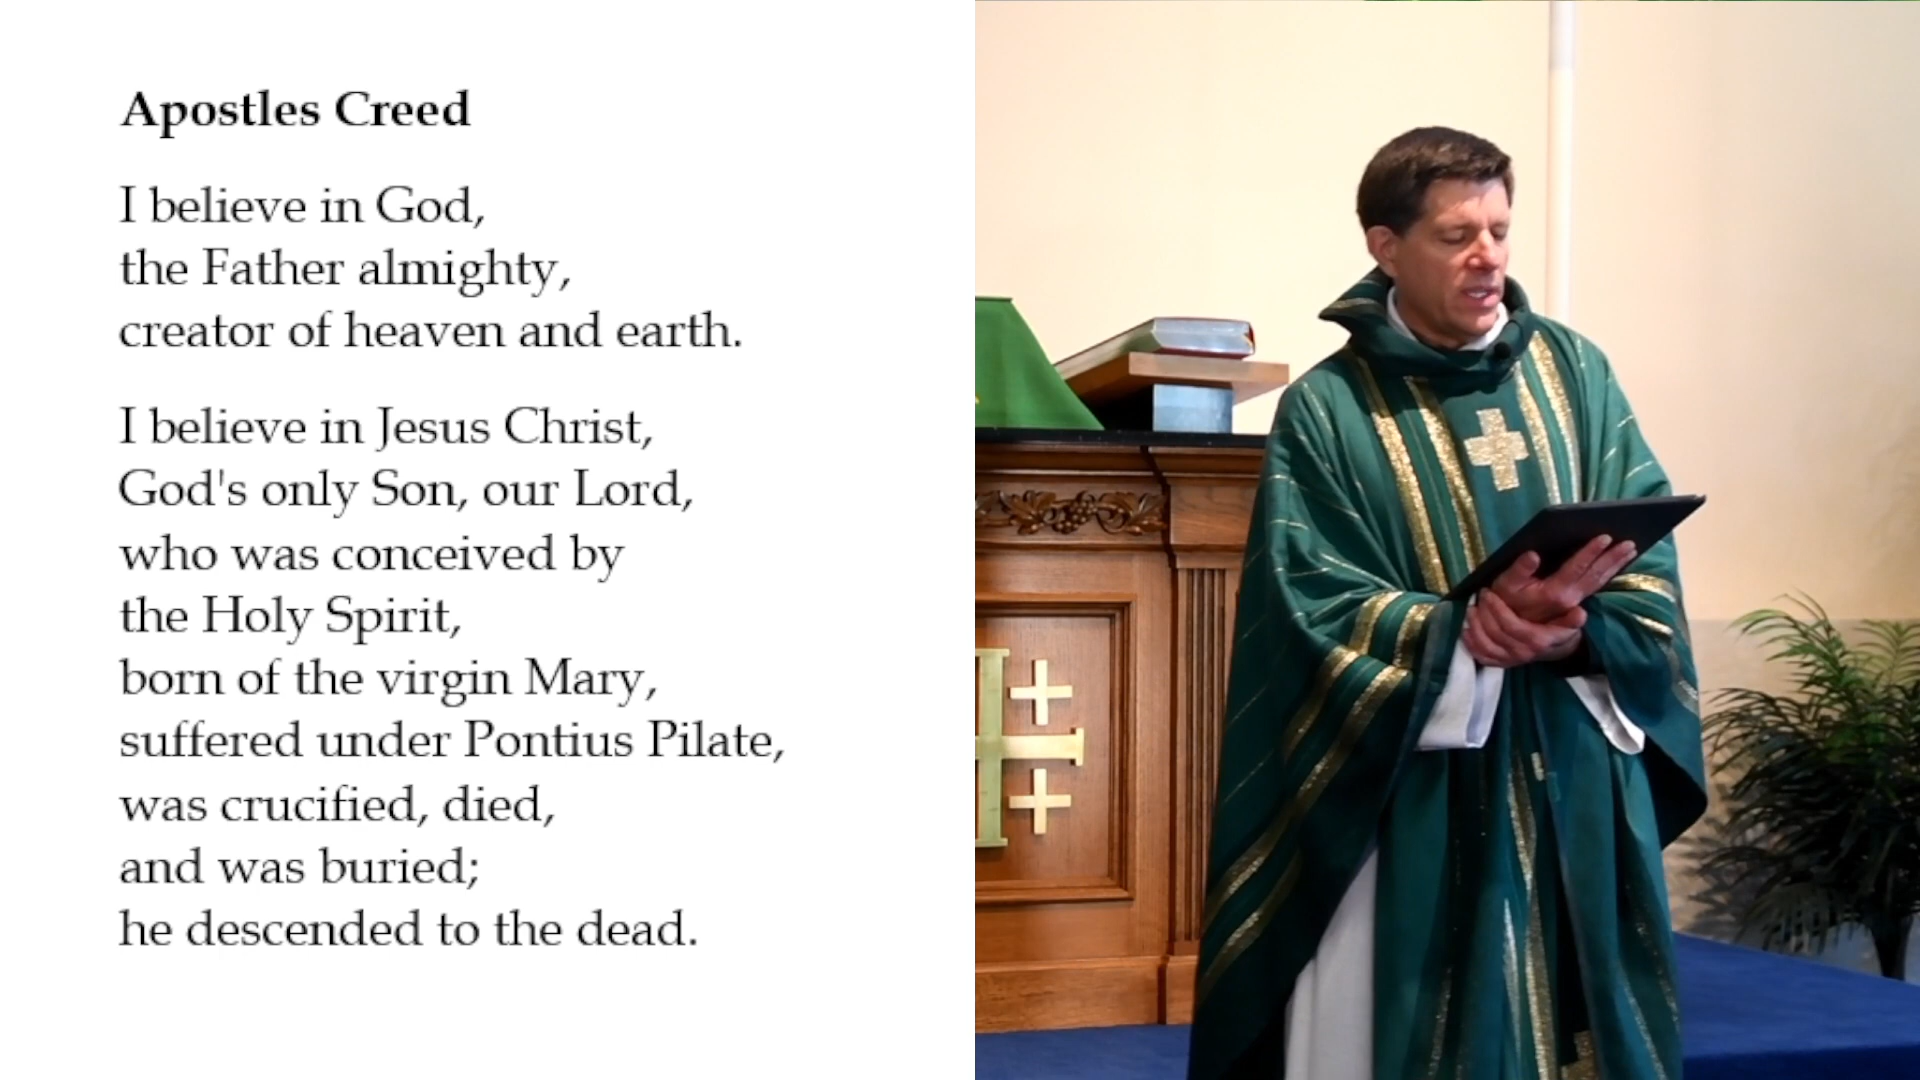 Apostles Creed
I believe in God,
the Father almighty,
creator of heaven and earth.
I believe in Jesus Christ,
God's only Son, our Lord,
who was conceived by
the Holy Spirit,
born of the virgin Mary,
suffered under Pontius Pilate,
was crucified, died,
and was buried;
he descended to the dead.